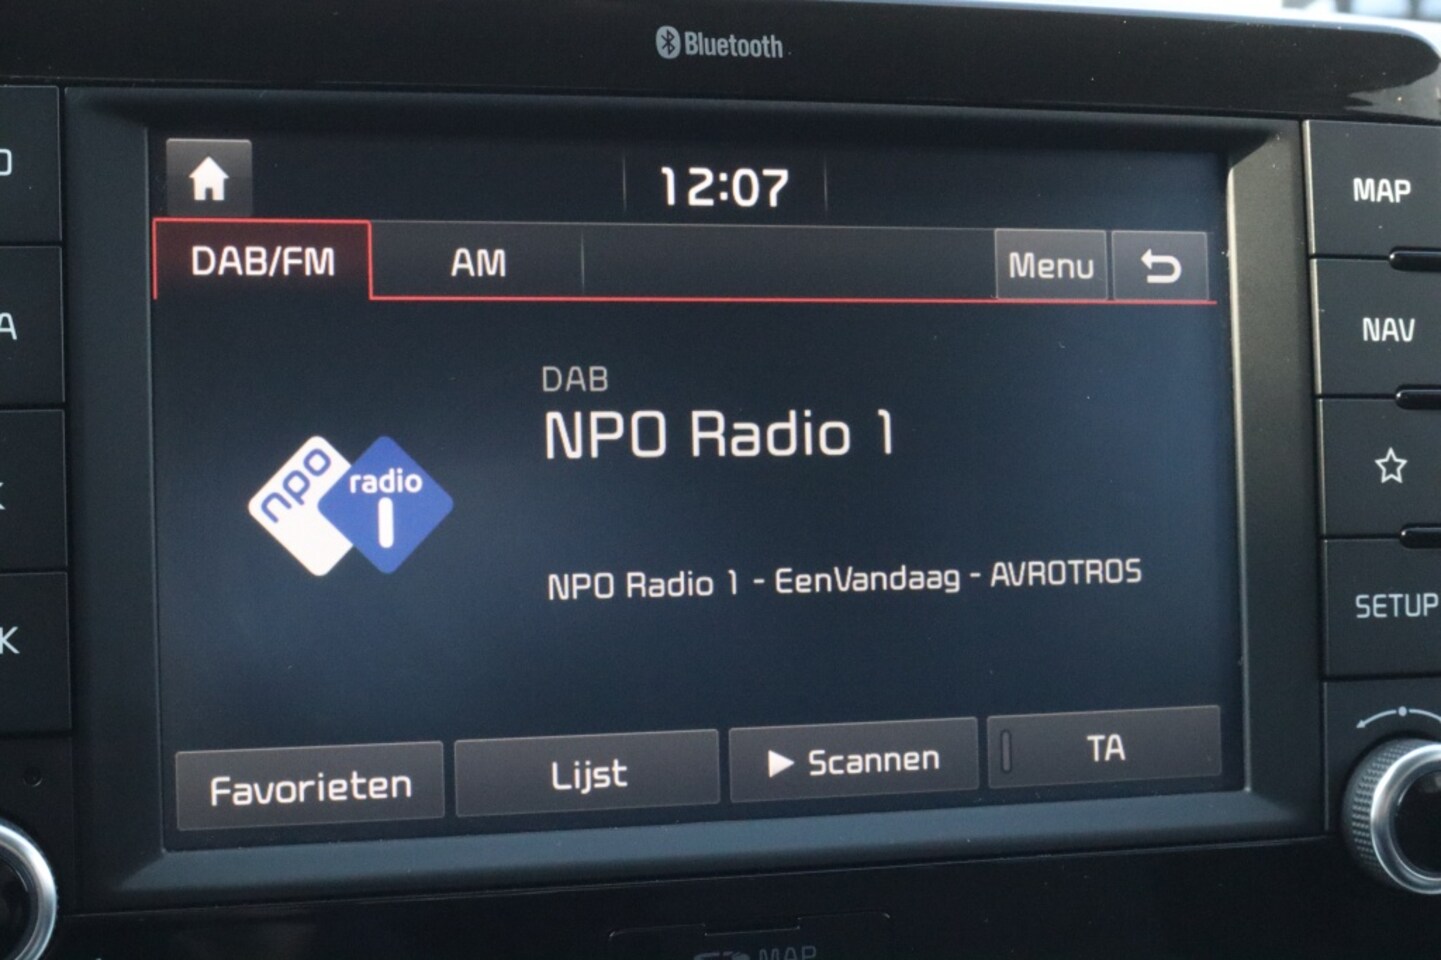 Bluetooth
12:07
MAP
DAB/FM
AM
Menu
NAV
A
DAB
NPO Radio 1
npo
radio
1
NPO Radio 1 - EenVandaag - AVROTROS
SETUP
K
Favorieten
Lijst
Scannen
TA
MAP